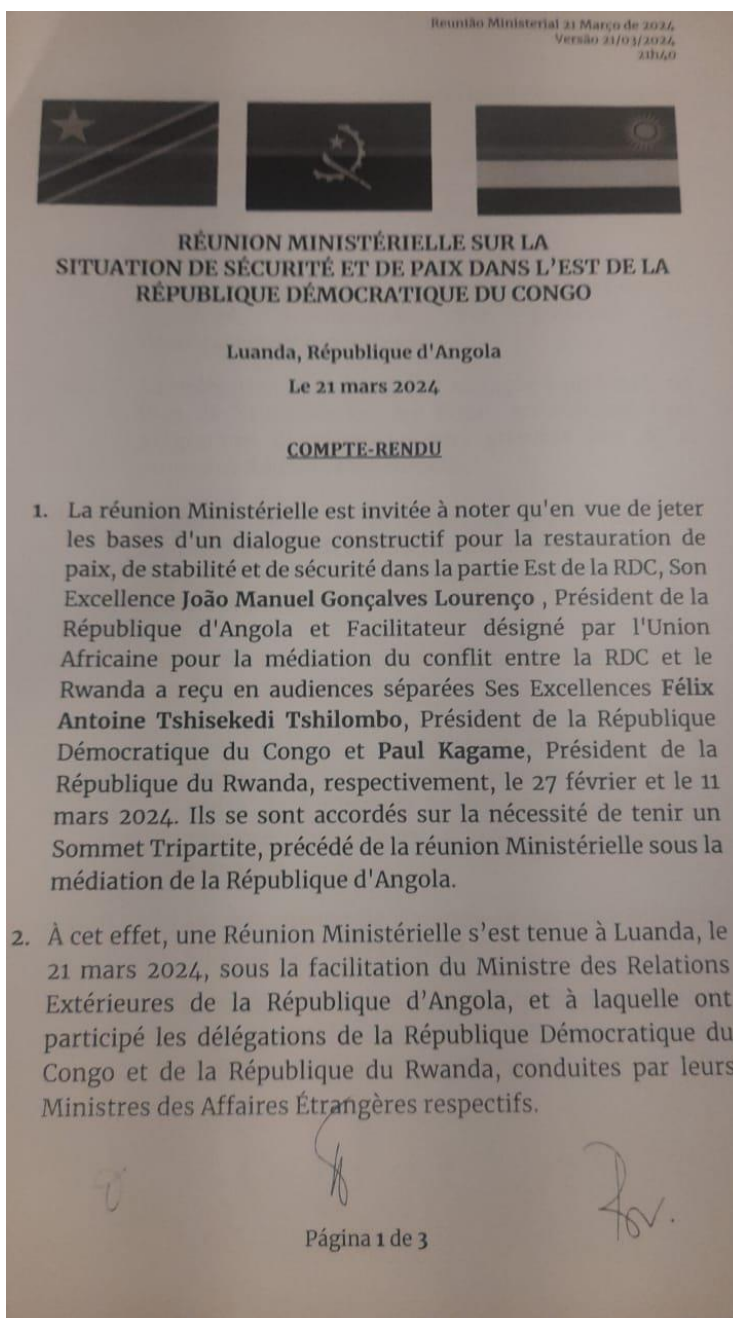 Reunião Ministerial 21 Março de 2024
Versão 21/03/2024
21h40
RÉUNION MINISTÉRIELLE SUR LA
SITUATION DE SÉCURITÉ ET DE PAIX DANS L'EST DE LA
RÉPUBLIQUE DÉMOCRATIQUE DU CONGO
Luanda, République d'Angola
Le 21 mars 2024
COMPTE-RENDU
1. La réunion Ministérielle est invitée à noter qu'en vue de jeter
les bases d'un dialogue constructif pour la restauration de
paix, de stabilité et de sécurité dans la partie Est de la RDC, Son
Excellence João Manuel Gonçalves Lourenço , Président de la
République d'Angola et Facilitateur désigné par l'Union
Africaine pour la médiation du conflit entre la RDC et le
Rwanda a reçu en audiences séparées Ses Excellences Félix
Antoine Tshisekedi Tshilombo, Président de la République
Démocratique du Congo et Paul Kagame, Président de la
République du Rwanda, respectivement, le 27 février et le 11
mars 2024. Ils se sont accordés sur la nécessité de tenir un
Sommet Tripartite, précédé de la réunion Ministérielle sous la
médiation de la République d'Angola.
2. À cet effet, une Réunion Ministérielle s'est tenue à Luanda, le
21 mars 2024, sous la facilitation du Ministre des Relations
Extérieures de la République d'Angola, et à laquelle ont
participé les délégations de la République Démocratique du
Congo et de la République du Rwanda, conduites par leurs
Ministres des Affaires Étrangères respectifs.
Página 1 de 3